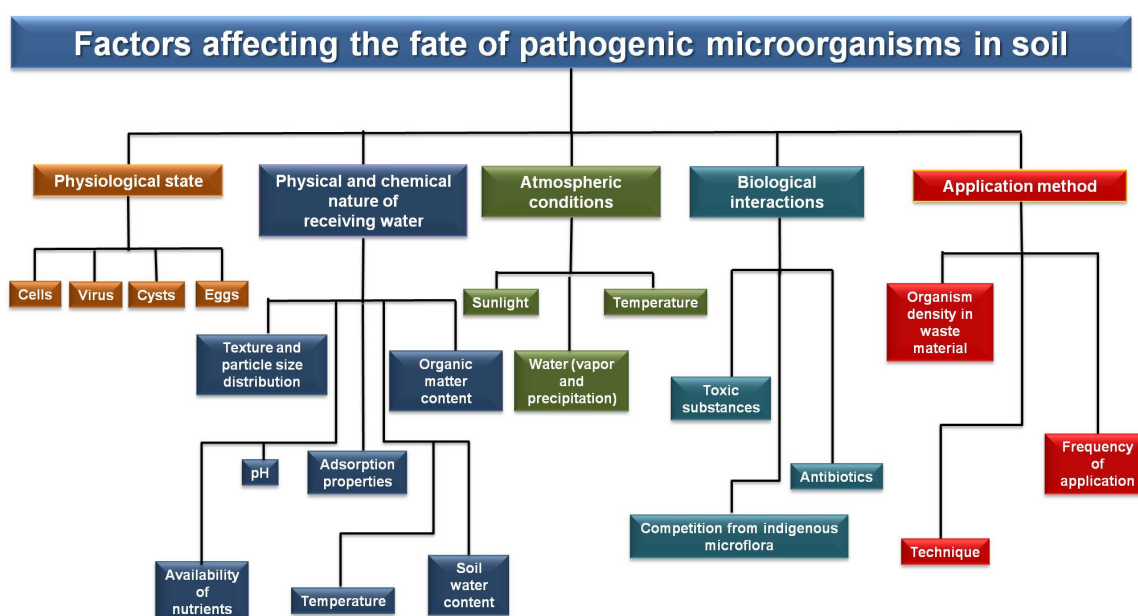 Factors affecting the fate of pathogenic microorganisms in soil
Physiological state
Physical and chemical
nature of
receiving water
Atmospheric
conditions
Biological
interactions
Application method
Cells
Virus
Cysts
Eggs
Texture and
particle size
distribution
Organic
matter
content
pH
Adsorption
properties
Availability
of
nutrients
Temperature
Soil
water
content
Sunlight
Temperature
Water (vapor
and
precipitation)
Toxic
substances
Antibiotics
Competition from indigenous
microflora
Organism
density in
waste
material
Frequency
of
application
Technique